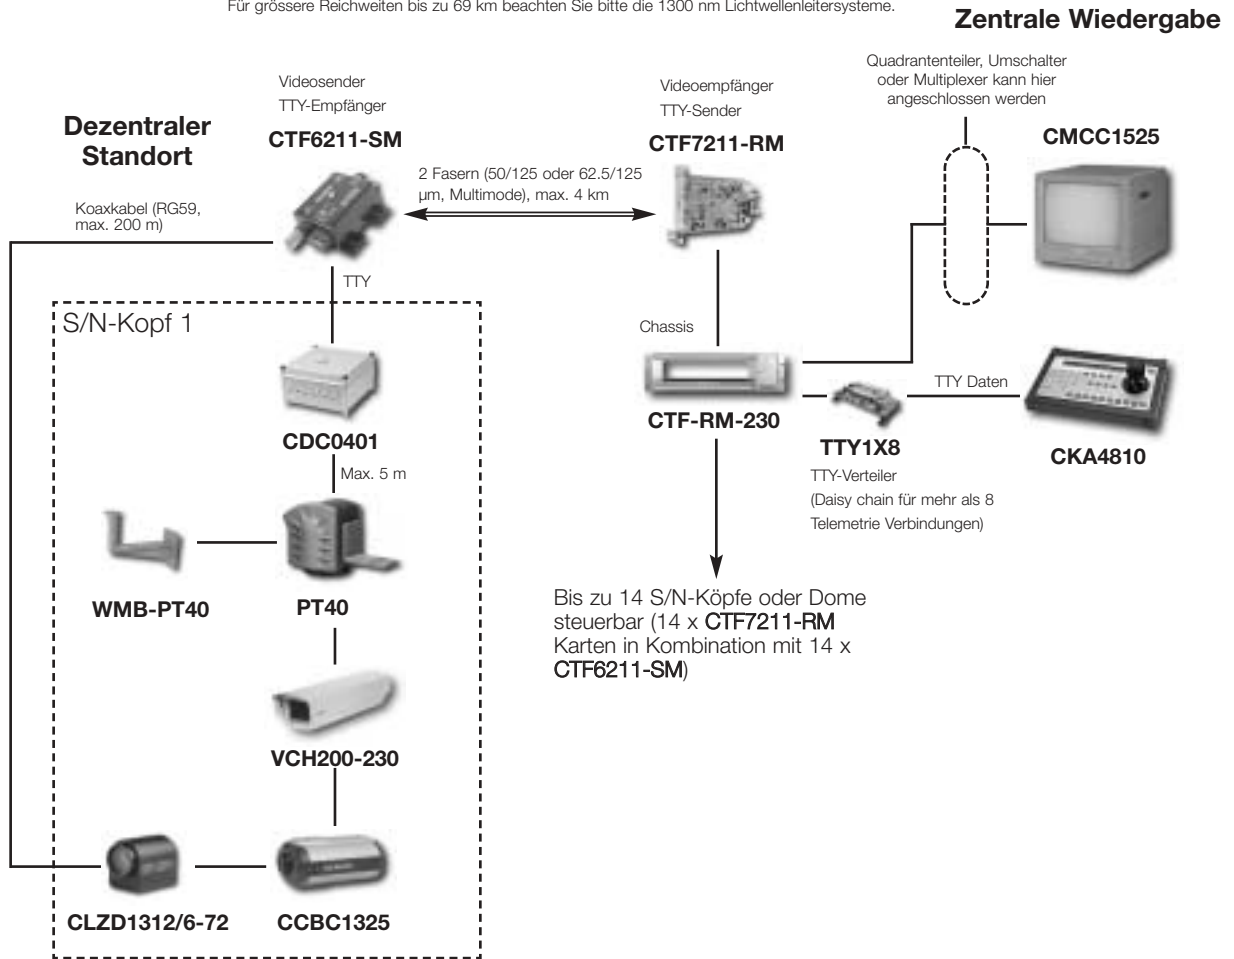 Für grössere Reichweiten bis zu 69 km beachten Sie bitte die 1300 nm Lichtwellenleitersysteme.
Zentrale Wiedergabe
Quadrantenteiler, Umschalter
oder Multiplexer kann hier
angeschlossen werden
Videosender
TTY-Empfänger
CTF6211-SM
Videoempfänger
TTY-Sender
CTF7211-RM
CMCC1525
Dezentraler
Standort
2 Fasern (50/125 oder 62.5/125
µm, Multimode), max. 4 km
Koaxkabel (RG59,
max. 200 m)
TTY
S/N-Kopf 1
Chassis
CTF-RM-230
TTY Daten
CDC0401
TTY1X8
CKA4810
Max. 5 m
TTY-Verteiler
(Daisy chain für mehr als 8
Telemetrie Verbindungen)
WMB-PT40
PT40
Bis zu 14 S/N-Köpfe oder Dome
steuerbar (14 x CTF7211-RM
Karten in Kombination mit 14 x
CTF6211-SM)
VCH200-230
CLZD1312/6-72
CCBC1325